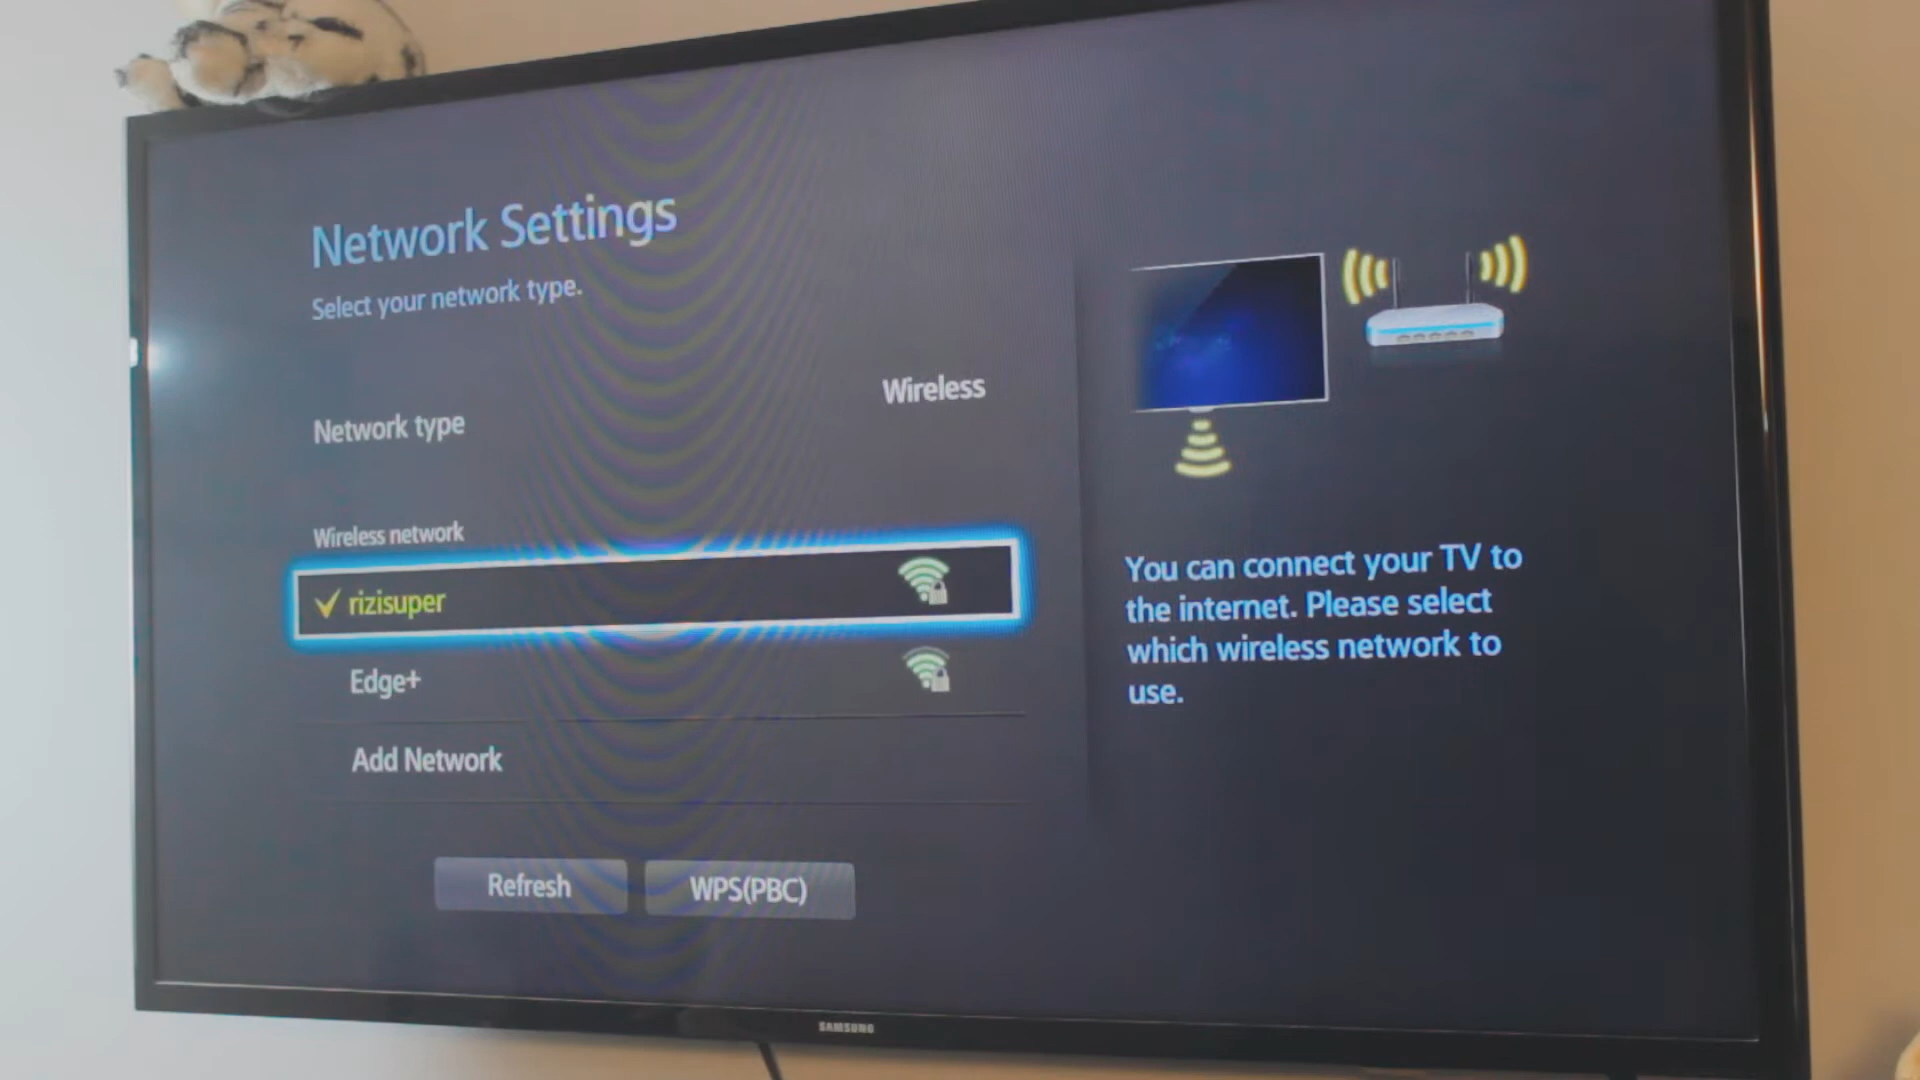 Network Settings
Select your network type.
Network type
Wireless
Wireless network
rizisuper
Edge+
Add Network
Refresh
WPS(PBC)
You can connect your TV to
the internet. Please select
which wireless network to
use.
SAMSUNG